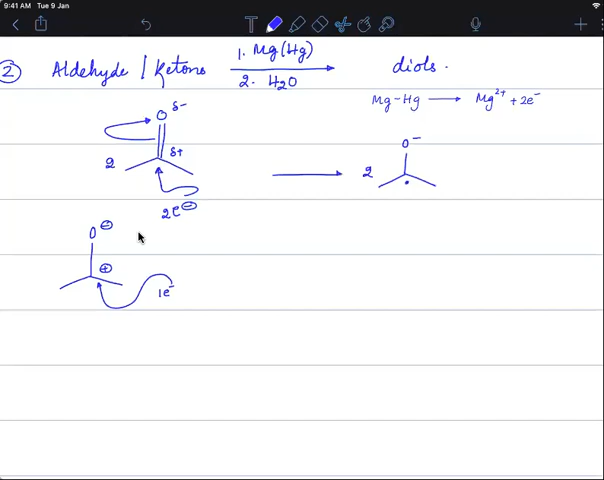 9:41 AM Tue 9 Jan
T
2 Aldehyde / Ketons 1. Mg(Hg) diols.
2. H2O
Mg-Hg → Mg2+ + 2e-
O δ-
δ+
2
2e⊖
2
O-
O ⊖
⊕
1e-